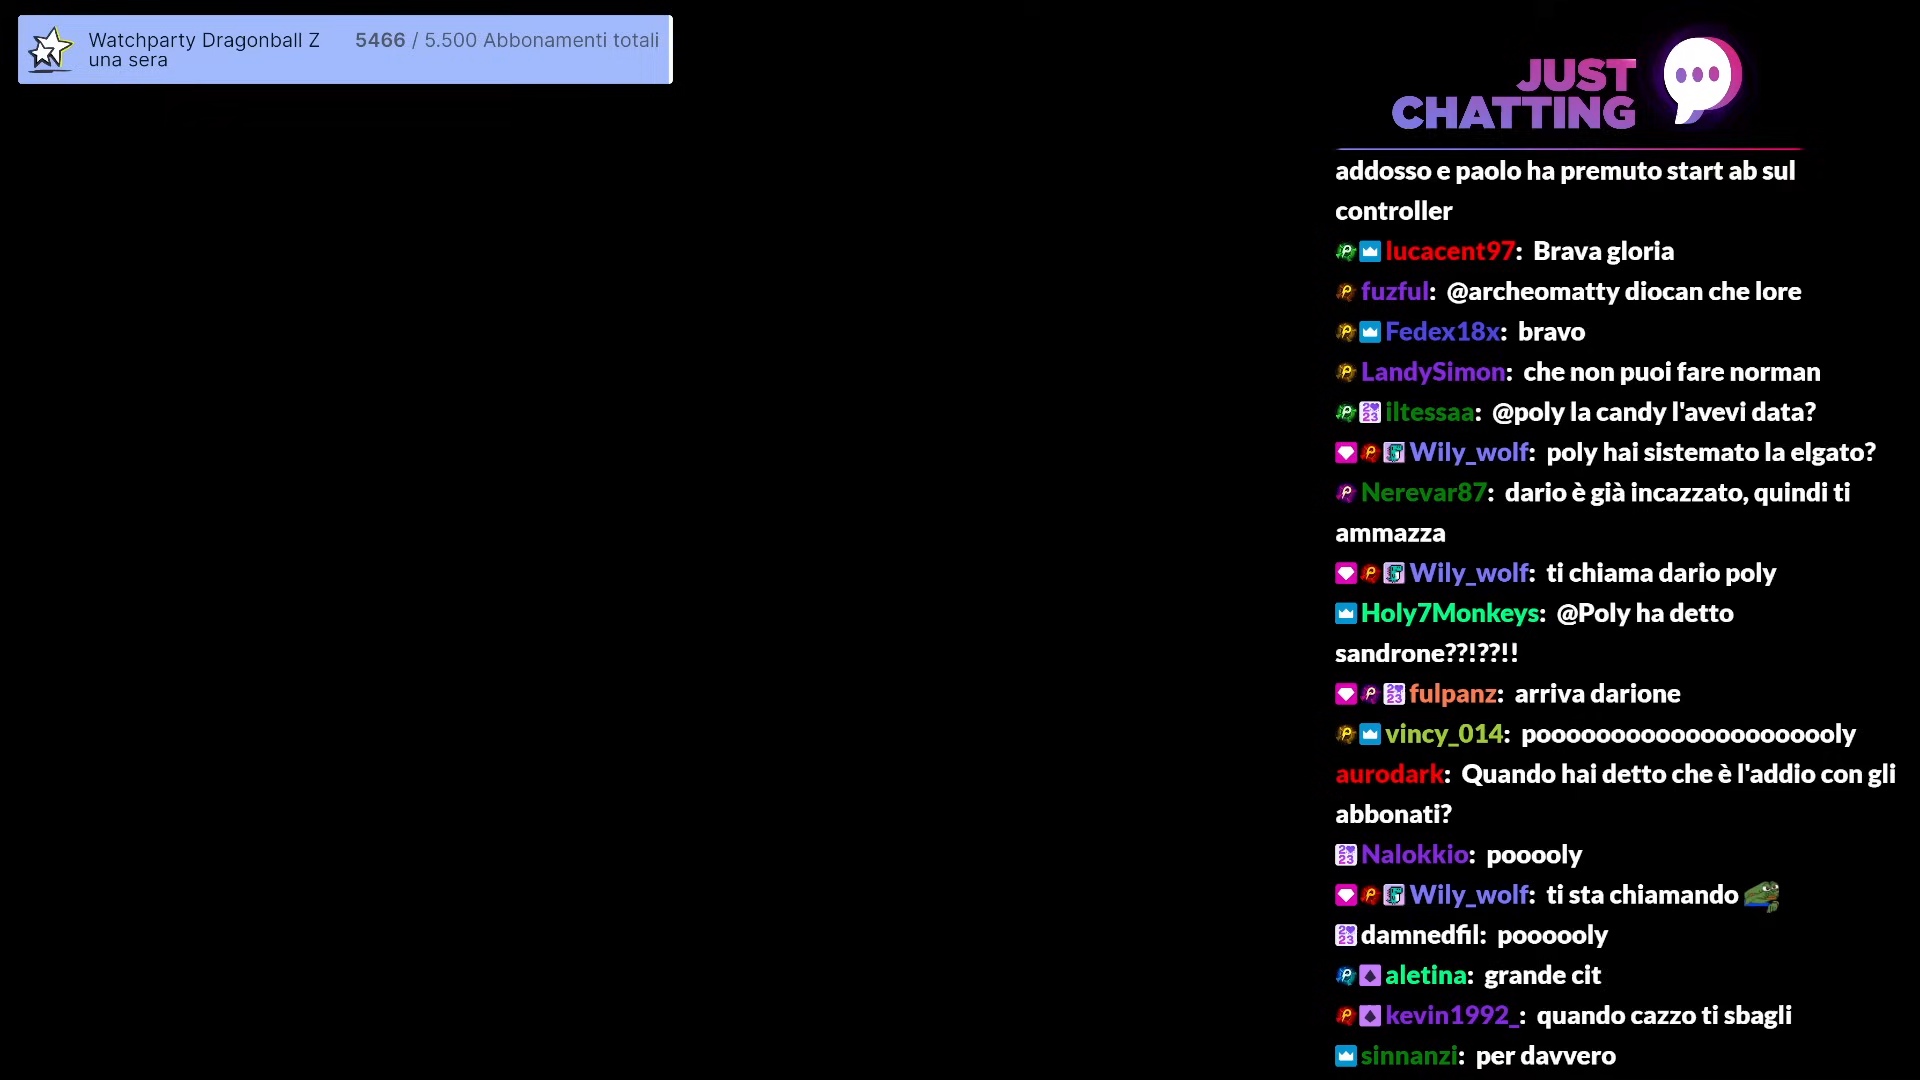 Watchparty Dragonball Z
una sera
5466 / 5.500 Abbonamenti totali
JUST
CHATTING
addosso e paolo ha premuto start ab sul
controller
lucacent97: Brava gloria
fuzful: @archeomatty diocan che lore
Fedex18x: bravo
LandySimon: che non puoi fare norman
iltessaa: @poly la candy l'avevi data?
Wily_wolf: poly hai sistemato la elgato?
Nerevar87: dario è già incazzato, quindi ti
ammazza
Wily_wolf: ti chiama dario poly
Holy7Monkeys: @Poly ha detto
sandrone??!??!!
fulpanz: arriva darione
vincy_014: poooooooooooooooooooly
aurodark: Quando hai detto che è l'addio con gli
abbonati?
Nalokkio: pooooly
Wily_wolf: ti sta chiamando
damnedfil: poooooly
aletina: grande cit
kevin1992_: quando cazzo ti sbagli
sinnanzi: per davvero